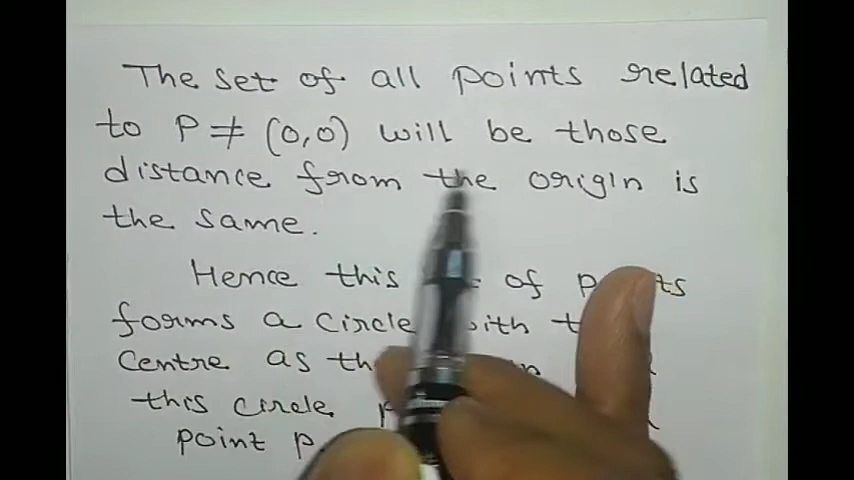 The set of all points related
to P ≠ (0,0) will be those
distance from the origin is
the same.
Hence this of
forms a circle with
centre as
this circle
point P.